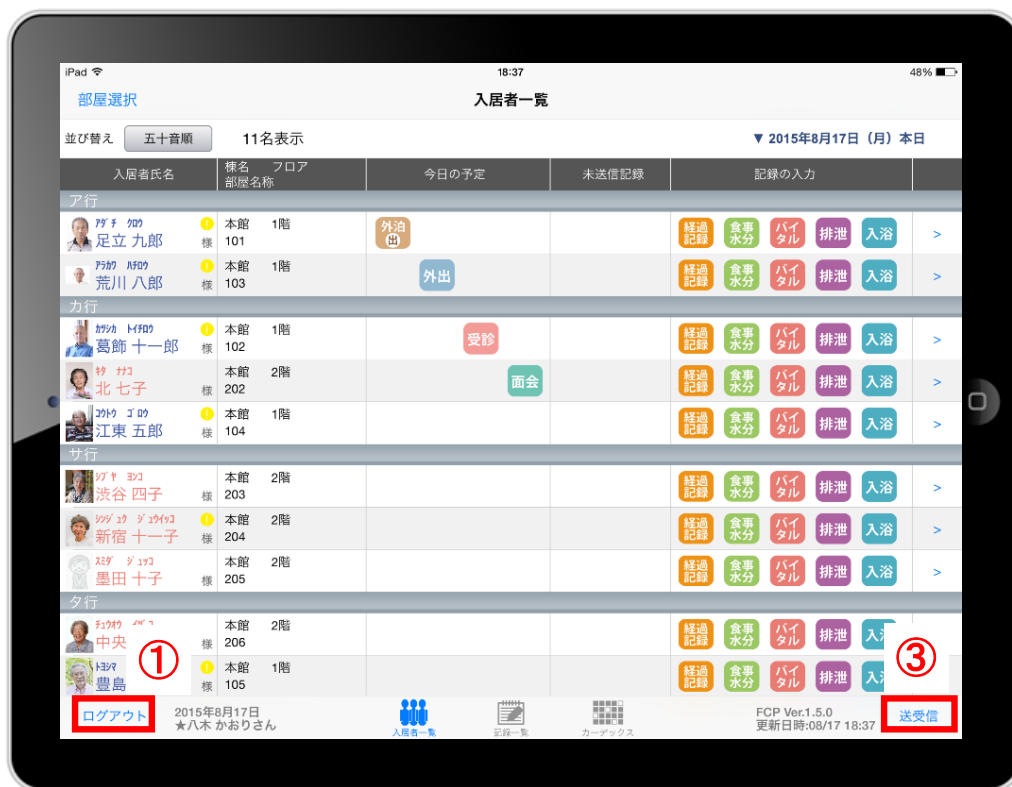 iPad 18:37 48%
部屋選択 入居者一覧
並び替え 五十音順 11名表示 ▼ 2015年8月17日（月）本日
入居者氏名 棟名 フロア 部屋名称 今日の予定 未送信記録 記録の入力
ア行
ｱﾀﾞﾁ ｸﾛｳ
足立 九郎 様 本館 1階 101 外泊 出 経過記録 食事水分 バイタル 排泄 入浴 >
ｱﾗｶﾜ ﾊﾁﾛｳ
荒川 八郎 様 本館 1階 103 外出 経過記録 食事水分 バイタル 排泄 入浴 >
カ行
ｶﾂｼｶ ﾄｲﾁﾛｳ
葛飾 十一郎 様 本館 1階 102 受診 経過記録 食事水分 バイタル 排泄 入浴 >
ｷﾀ ﾅﾅｺ
北 七子 様 本館 2階 202 面会 経過記録 食事水分 バイタル 排泄 入浴 >
ｺｳﾄｳ ｺﾞﾛｳ
江東 五郎 様 本館 1階 104 経過記録 食事水分 バイタル 排泄 入浴 >
サ行
ｼﾌﾞﾔ ﾖﾝｺ
渋谷 四子 様 本館 2階 203 経過記録 食事水分 バイタル 排泄 入浴 >
ｼﾝｼﾞｭｸ ｼﾞｭｳｲｯｺ
新宿 十一子 様 本館 2階 204 経過記録 食事水分 バイタル 排泄 入浴 >
ｽﾐﾀﾞ ｼﾞｭｯｺ
墨田 十子 様 本館 2階 205 経過記録 食事水分 バイタル 排泄 入浴 >
タ行
ﾁｭｳｵｳ
中央 様 本館 2階 206 経過記録 食事水分 バイタル 排泄
① ③
ﾄﾖｼﾏ
豊島 様 本館 1階 105 経過記録 食事水分 バイタル 排泄
ログアウト 2015年8月17日 ★八木 かおりさん 入居者一覧 記録一覧 カーデックス FCP Ver.1.5.0 更新日時:08/17 18:37 送受信